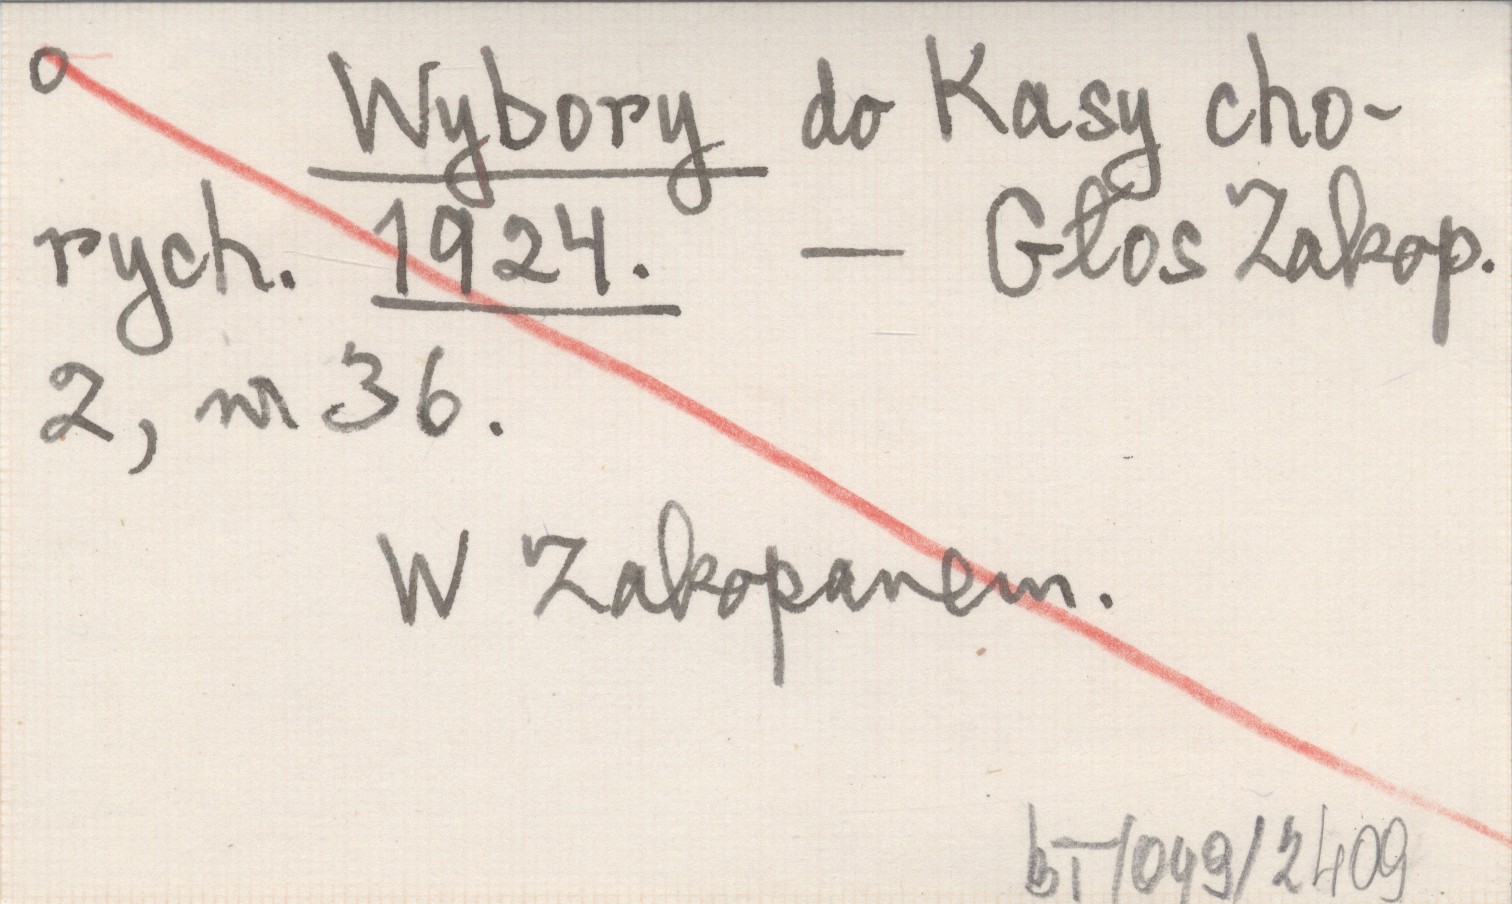 o Wybory do Kasy cho-
rych. 1924. — Głos Zakop.
2, nr 36.
W Zakopanem.
bT/049/2409